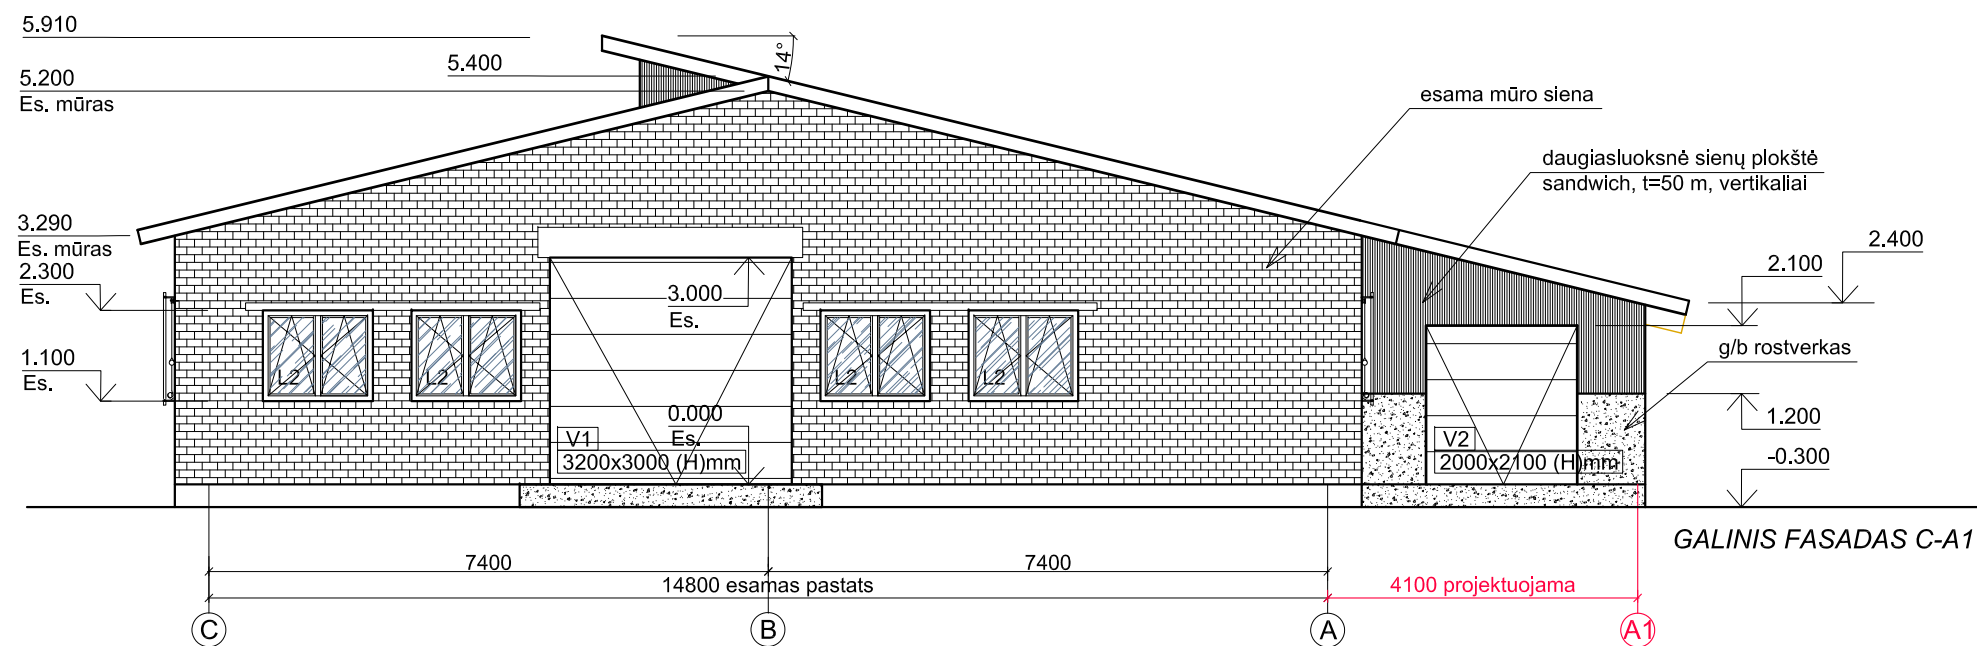 5.910
5.400
14°
5.200
Es. mūras
esama mūro siena
daugiasluoksnė sienų plokštė
sandwich, t=50 m, vertikaliai
3.290
Es. mūras
2.400
2.100
2.300
Es.
3.000
Es.
g/b rostverkas
1.100
Es.
L2
L2
L2
L2
0.000
Es.
1.200
V1
3200x3000 (H)mm
V2
2000x2100 (H)mm
-0.300
GALINIS FASADAS C-A1
7400
7400
14800 esamas pastats
4100 projektuojama
C
B
A
A1